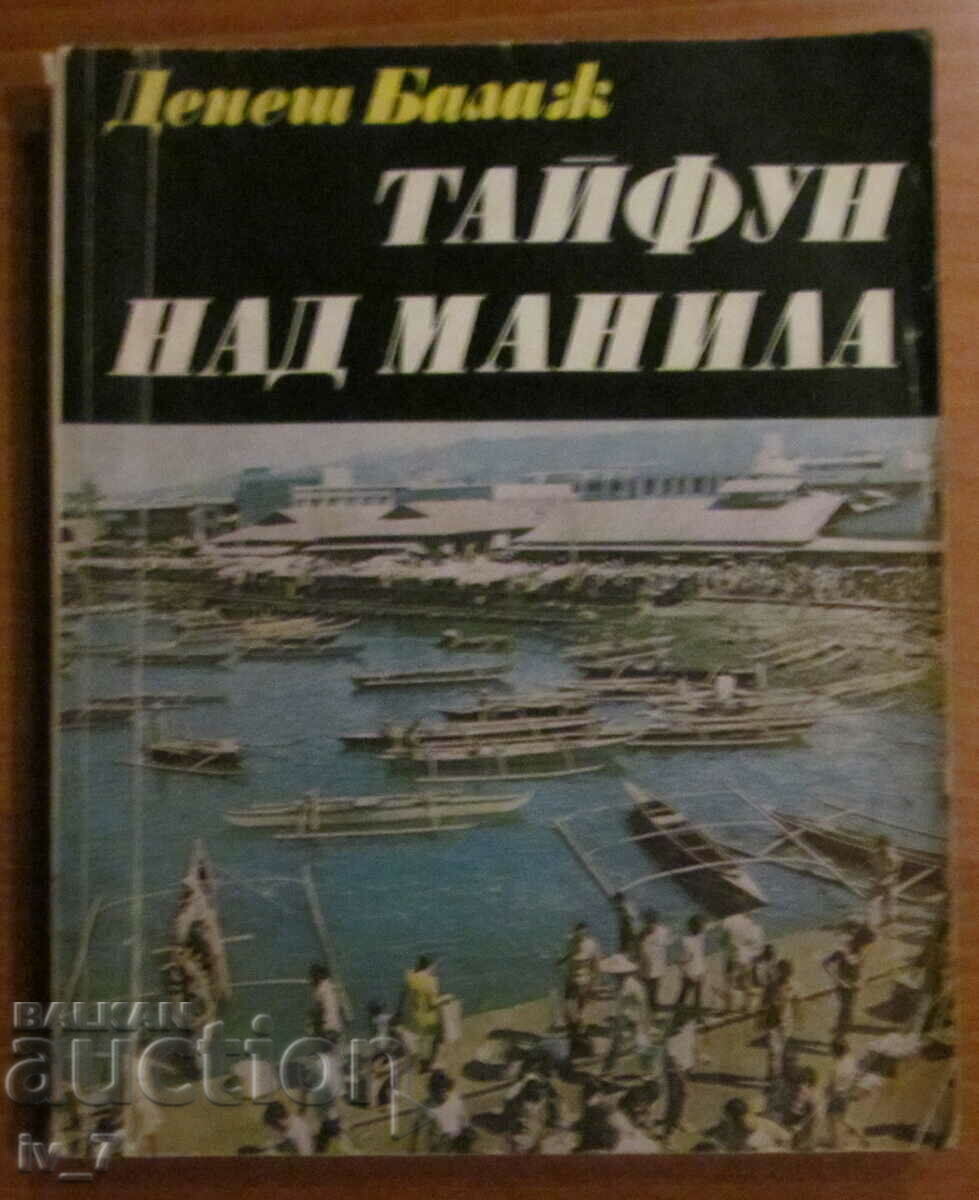 Денеш Балаж
ТАЙФУН
НАД МАНИЛА
BALKAN
auction
iv_7